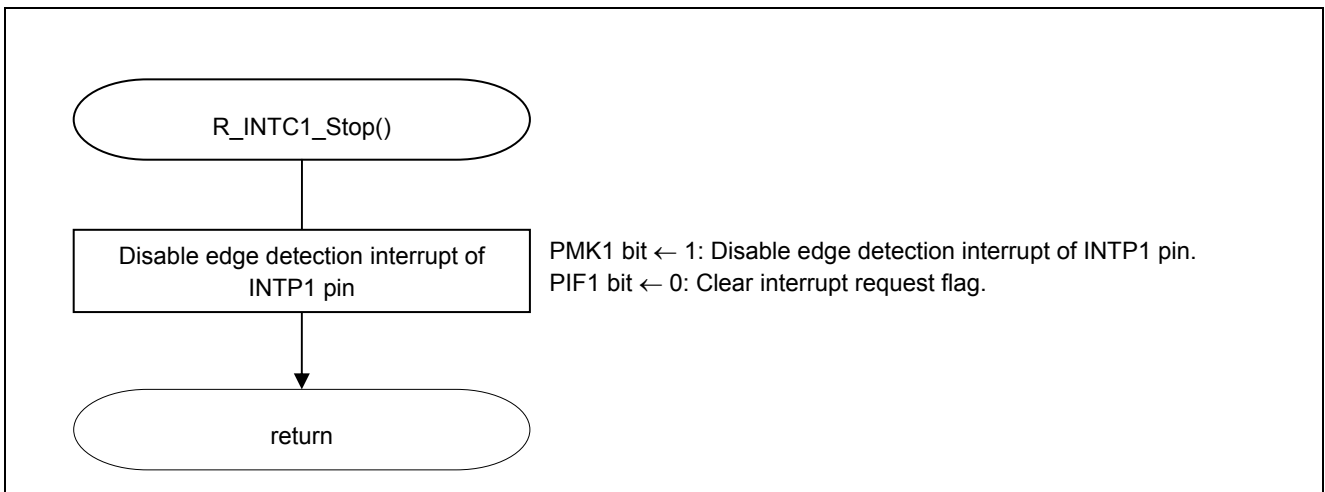 R_INTC1_Stop()
Disable edge detection interrupt of
INTP1 pin
PMK1 bit ← 1: Disable edge detection interrupt of INTP1 pin.
PIF1 bit ← 0: Clear interrupt request flag.
return